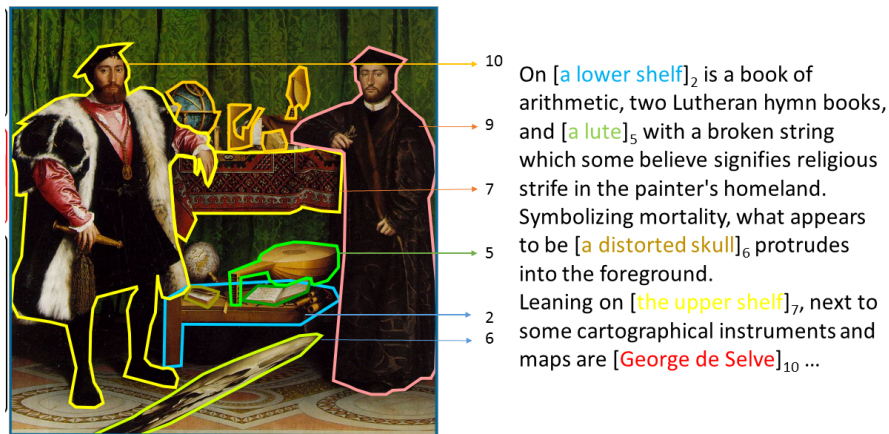 10
9
7
5
2
6
On [a lower shelf]2 is a book of
arithmetic, two Lutheran hymn books,
and [a lute]5 with a broken string
which some believe signifies religious
strife in the painter's homeland.
Symbolizing mortality, what appears
to be [a distorted skull]6 protrudes
into the foreground.
Leaning on [the upper shelf]7, next to
some cartographical instruments and
maps are [George de Selve]10 ...